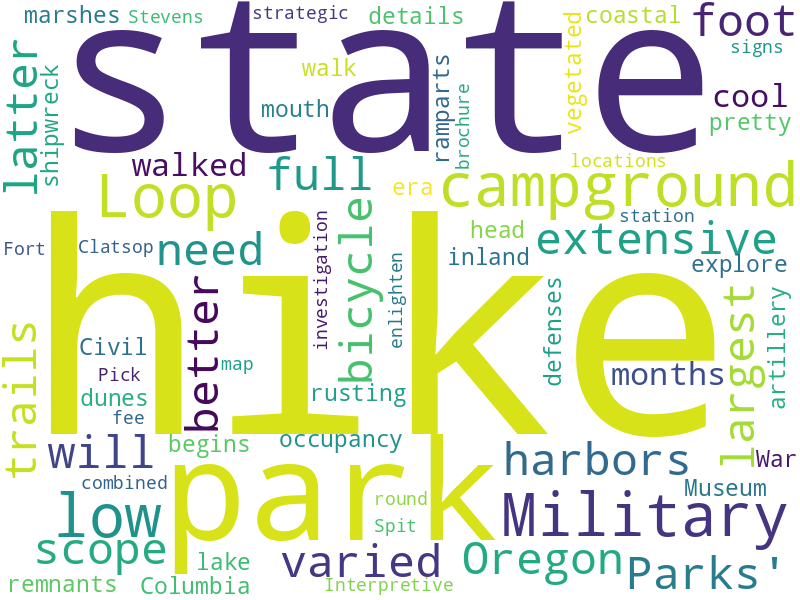 marshes Stevens strategic details coastal foot
state
walk vegetated signs
latter shipwreck mouth ramparts brochure cool
pretty
walked full locations
Loop era campground
bicycle station
Fort Clatsop need head inland extensive
explore
hike
trails better investigation enlighten defenses largest artillery
Civil map months
Pick
dunes rusting
fee
will begins occupancy harbors War
combined park Museum
low round Military
Spit
scope varied Oregon Parks'
lake
remnants Columbia Interpretive